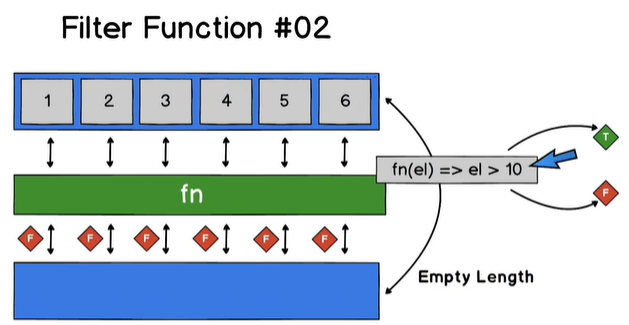 Filter Function #02
1 2 3 4 5 6
T
fn(el) => el > 10
fn
F
F F F F F F
Empty Length